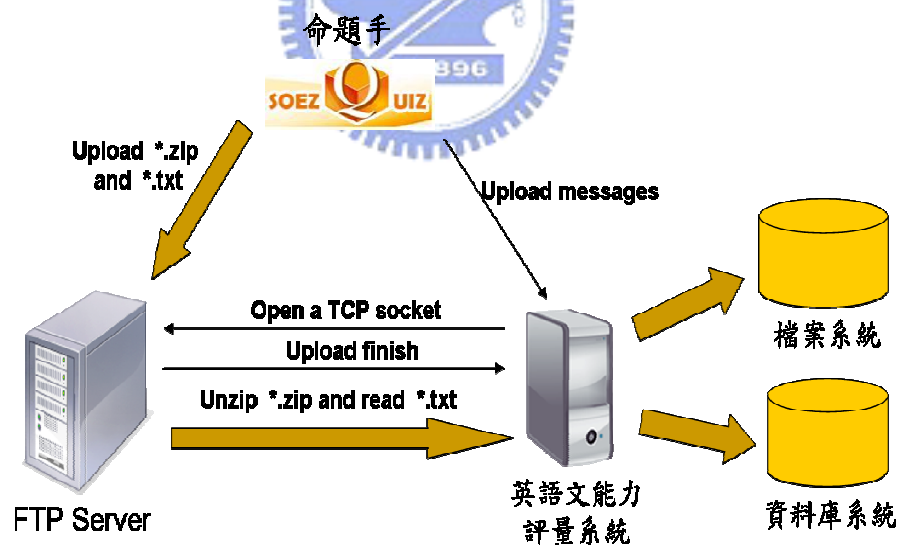 命題手
896
SOEZ Q UIZ
Upload *.zip
and *.txt
Upload messages
Open a TCP socket
Upload finish
Unzip *.zip and read *.txt
檔案系統
FTP Server
英語文能力
評量系統
資料庫系統